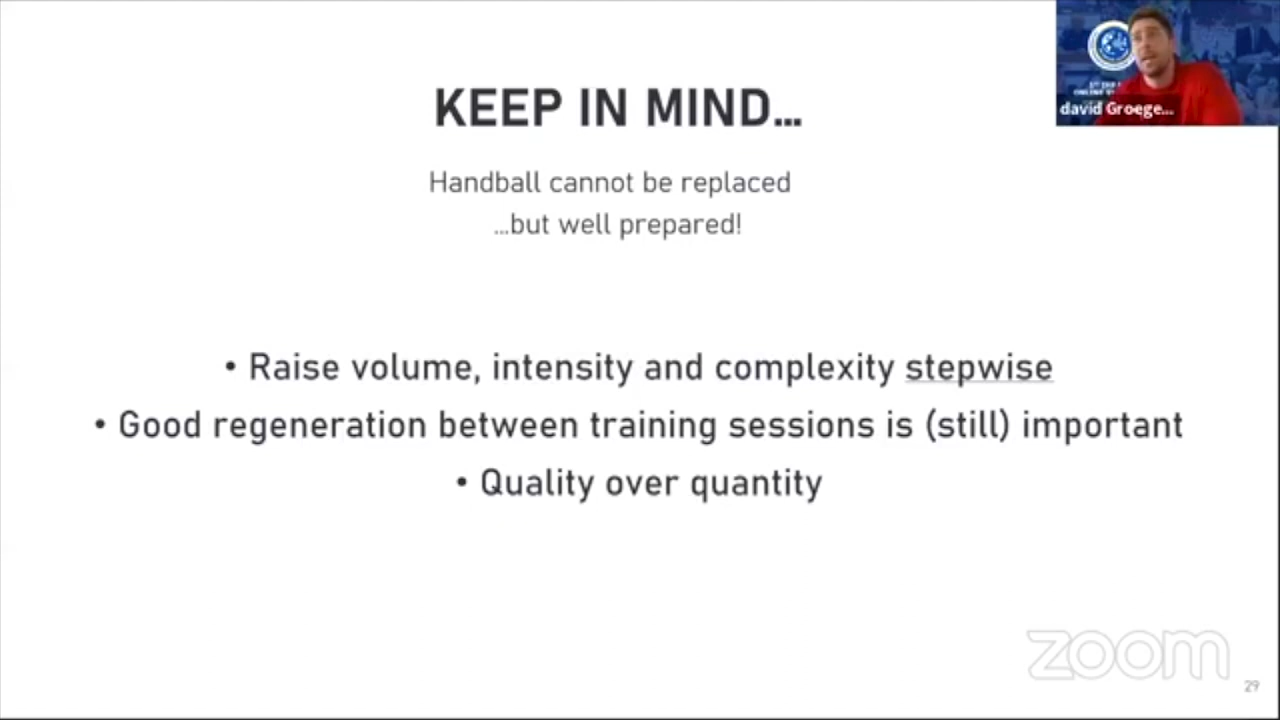 KEEP IN MIND...
Handball cannot be replaced
...but well prepared!
• Raise volume, intensity and complexity stepwise
• Good regeneration between training sessions is (still) important
• Quality over quantity
david Groege...
zoom
29